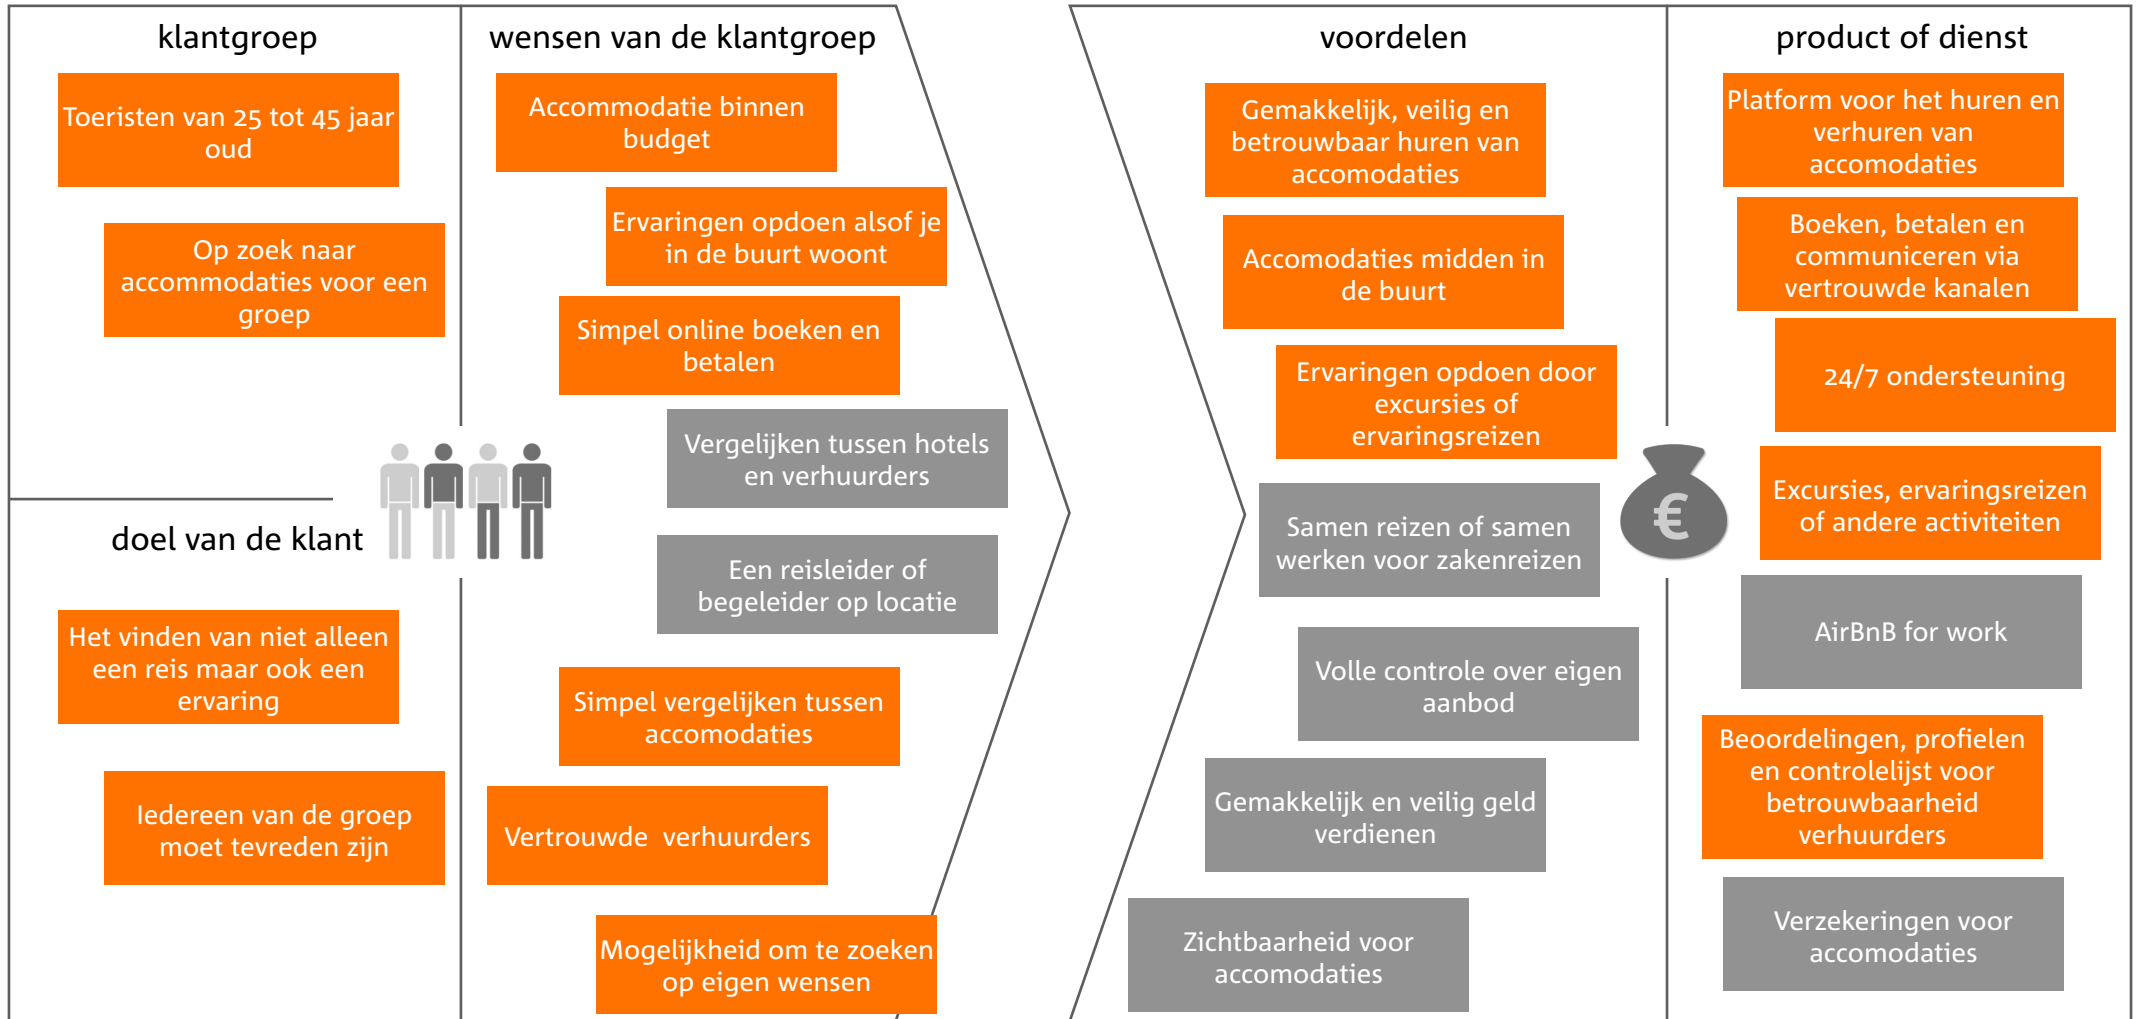 klantgroep
Toeristen van 25 tot 45 jaar
oud
Op zoek naar
accommodaties voor een
groep
doel van de klant
Het vinden van niet alleen
een reis maar ook een
ervaring
Iedereen van de groep
moet tevreden zijn
wensen van de klantgroep
Accommodatie binnen
budget
Ervaringen opdoen alsof je
in de buurt woont
Simpel online boeken en
betalen
Vergelijken tussen hotels
en verhuurders
Een reisleider of
begeleider op locatie
Simpel vergelijken tussen
accomodaties
Vertrouwde verhuurders
Mogelijkheid om te zoeken
op eigen wensen
voordelen
Gemakkelijk, veilig en
betrouwbaar huren van
accomodaties
Accomodaties midden in
de buurt
Ervaringen opdoen door
excursies of
ervaringsreizen
Samen reizen of samen
werken voor zakenreizen
Volle controle over eigen
aanbod
Gemakkelijk en veilig geld
verdienen
Zichtbaarheid voor
accomodaties
€
product of dienst
Platform voor het huren en
verhuren van
accomodaties
Boeken, betalen en
communiceren via
vertrouwde kanalen
24/7 ondersteuning
Excursies, ervaringsreizen
of andere activiteiten
AirBnB for work
Beoordelingen, profielen
en controlelijst voor
betrouwbaarheid
verhuurders
Verzekeringen voor
accomodaties